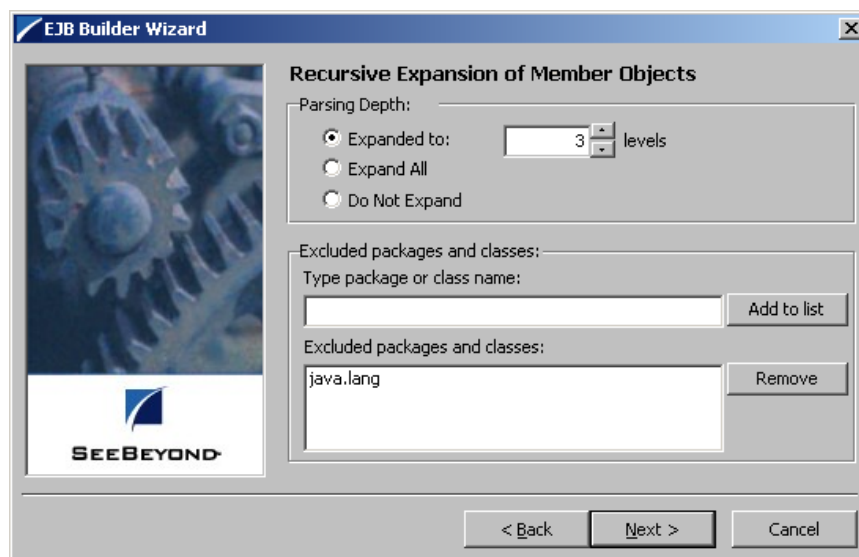 EJB Builder Wizard
Recursive Expansion of Member Objects
Parsing Depth:
Expanded to: 3 levels
Expand All
Do Not Expand
Excluded packages and classes:
Type package or class name:
Add to list
Excluded packages and classes:
java.lang
Remove
SEEBEYOND
< Back Next > Cancel